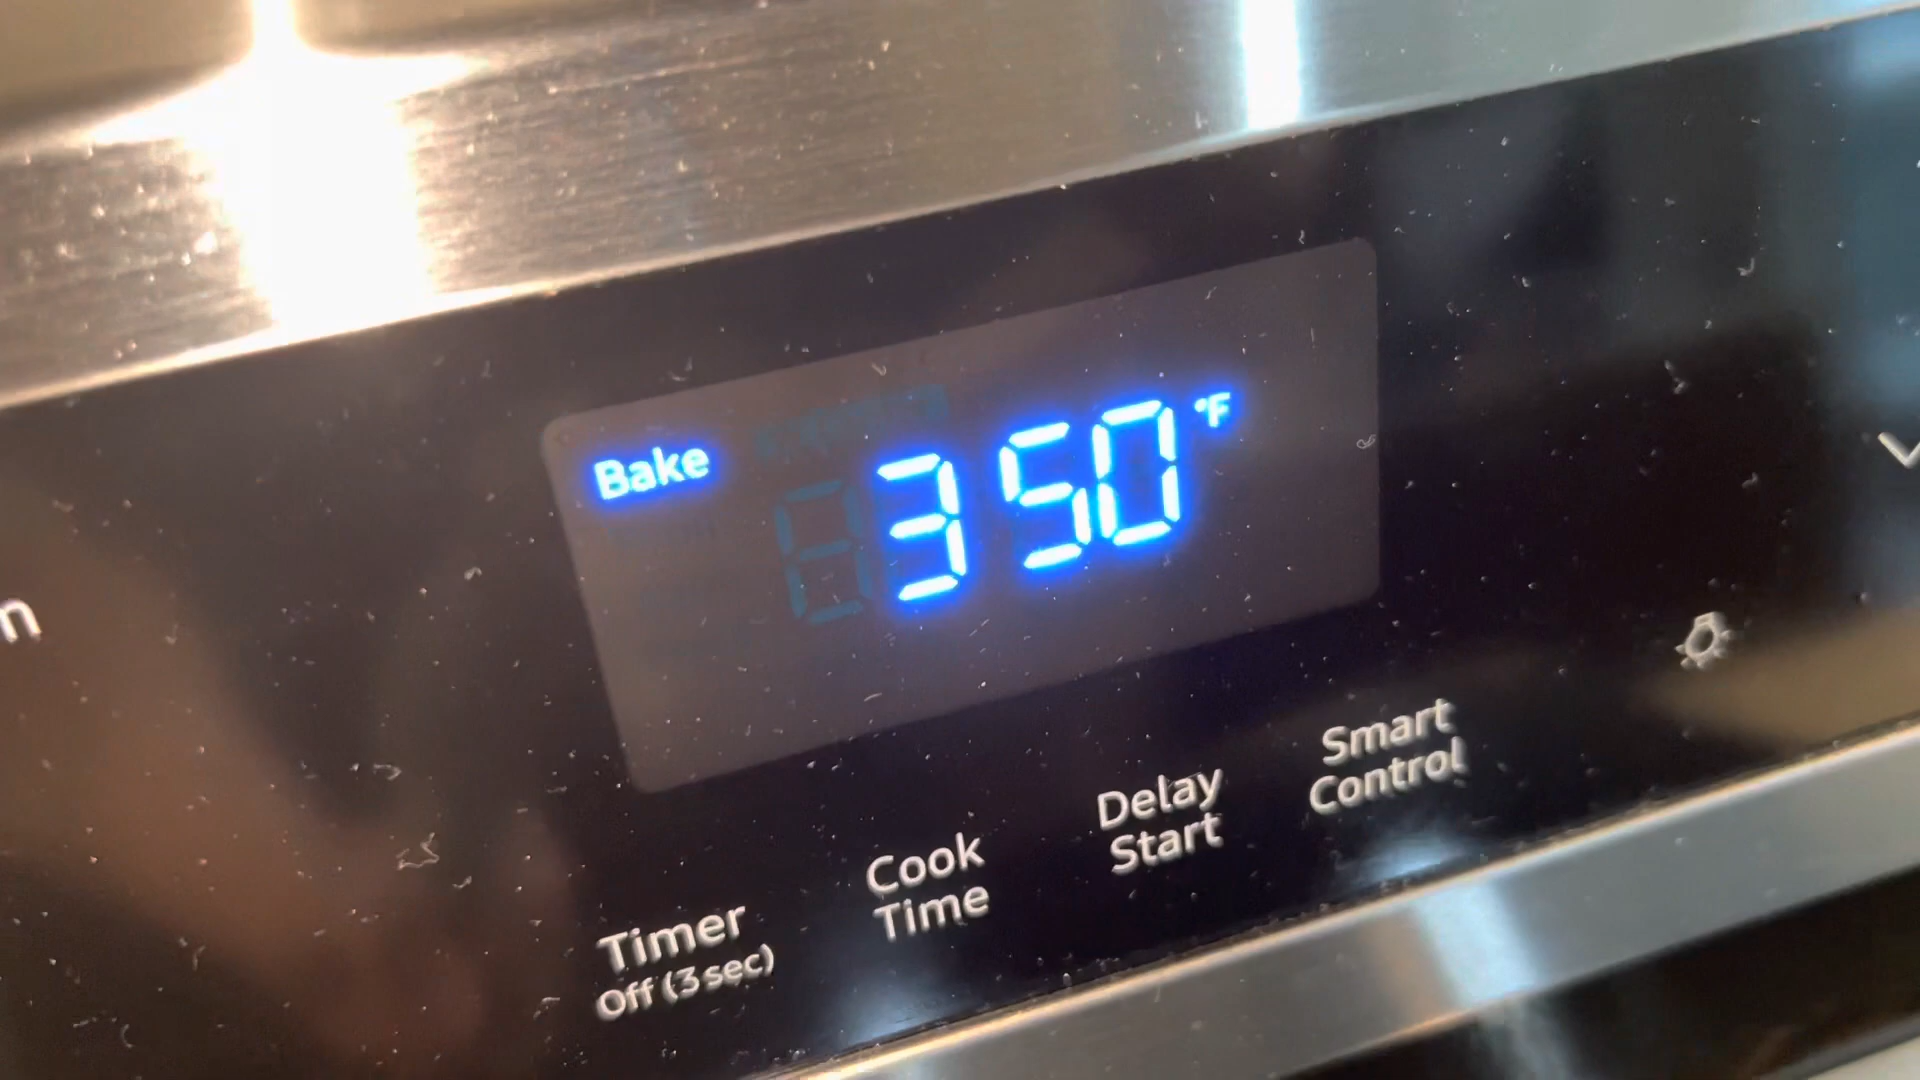 Bake 350 °F
Smart
Control
Delay
Start
Cook
Time
Timer
Off (3 sec)